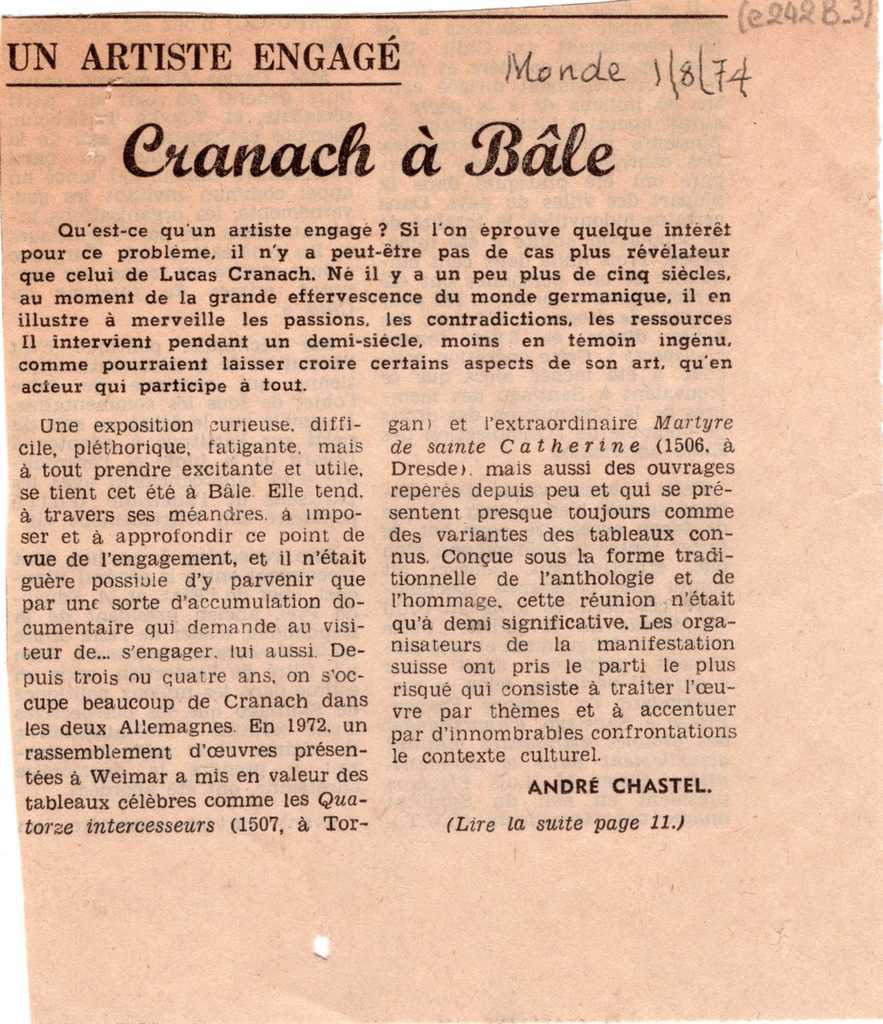 (e242B_3)
UN ARTISTE ENGAGÉ
Monde 1/8/74
Cranach à Bâle
Qu'est-ce qu'un artiste engagé ? Si l'on éprouve quelque intérêt
pour ce problème, il n'y a peut-être pas de cas plus révélateur
que celui de Lucas Cranach. Né il y a un peu plus de cinq siècles,
au moment de la grande effervescence du monde germanique, il en
illustre à merveille les passions, les contradictions, les ressources
Il intervient pendant un demi-siècle, moins en témoin ingénu,
comme pourraient laisser croire certains aspects de son art, qu'en
acteur qui participe à tout.
Une exposition curieuse, diffi-
cile, pléthorique, fatigante, mais
à tout prendre excitante et utile,
se tient cet été à Bâle. Elle tend,
à travers ses méandres, à impo-
ser et à approfondir ce point de
vue de l'engagement, et il n'était
guère possible d'y parvenir que
par une sorte d'accumulation do-
cumentaire qui demande au visi-
teur de... s'engager, lui aussi. De-
puis trois ou quatre ans, on s'oc-
cupe beaucoup de Cranach dans
les deux Allemagnes. En 1972, un
rassemblement d'œuvres présen-
tées à Weimar a mis en valeur des
tableaux célèbres comme les Qua-
torze intercesseurs (1507, à Tor-
gan) et l'extraordinaire Martyre
de sainte Catherine (1506, à
Dresde), mais aussi des ouvrages
repérés depuis peu et qui se pré-
sentent presque toujours comme
des variantes des tableaux con-
nus. Conçue sous la forme tradi-
tionnelle de l'anthologie et de
l'hommage, cette réunion n'était
qu'à demi significative. Les orga-
nisateurs de la manifestation
suisse ont pris le parti le plus
risqué qui consiste à traiter l'œu-
vre par thèmes et à accentuer
par d'innombrables confrontations
le contexte culturel.
ANDRÉ CHASTEL.
(Lire la suite page 11.)